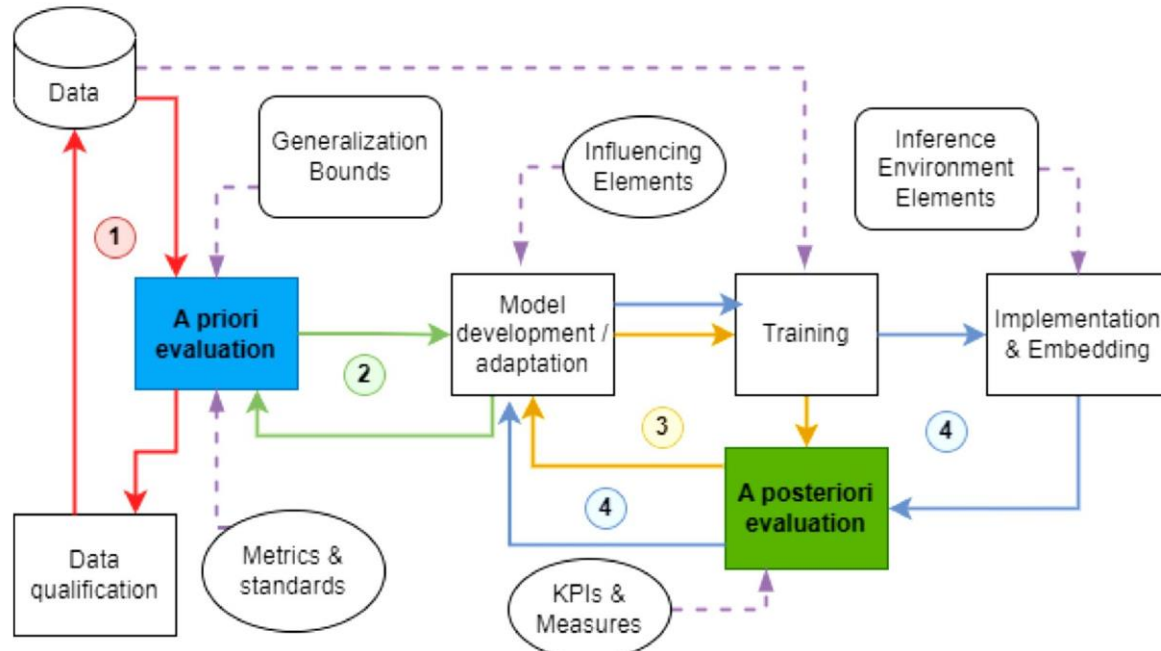 Data
Generalization
Bounds
Influencing
Elements
Inference
Environment
Elements
1
A priori
evaluation
2
Model
development /
adaptation
Training
Implementation
& Embedding
3
4
4
A posteriori
evaluation
Data
qualification
Metrics &
standards
KPIs &
Measures